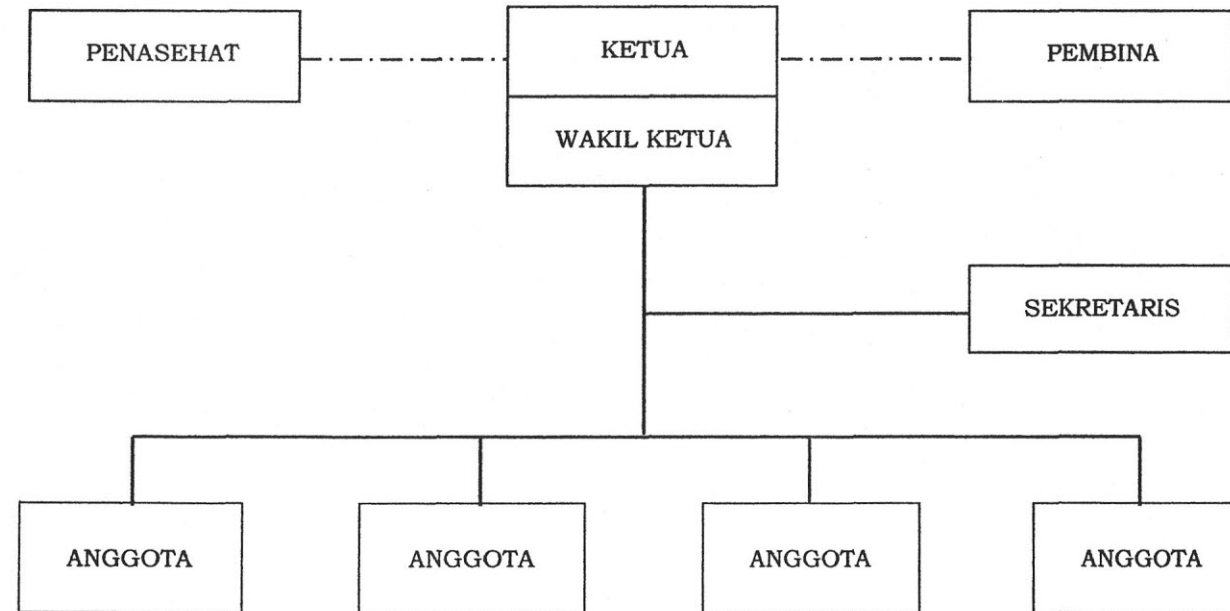 PENASEHAT
KETUA
PEMBINA
WAKIL KETUA
SEKRETARIS
ANGGOTA
ANGGOTA
ANGGOTA
ANGGOTA